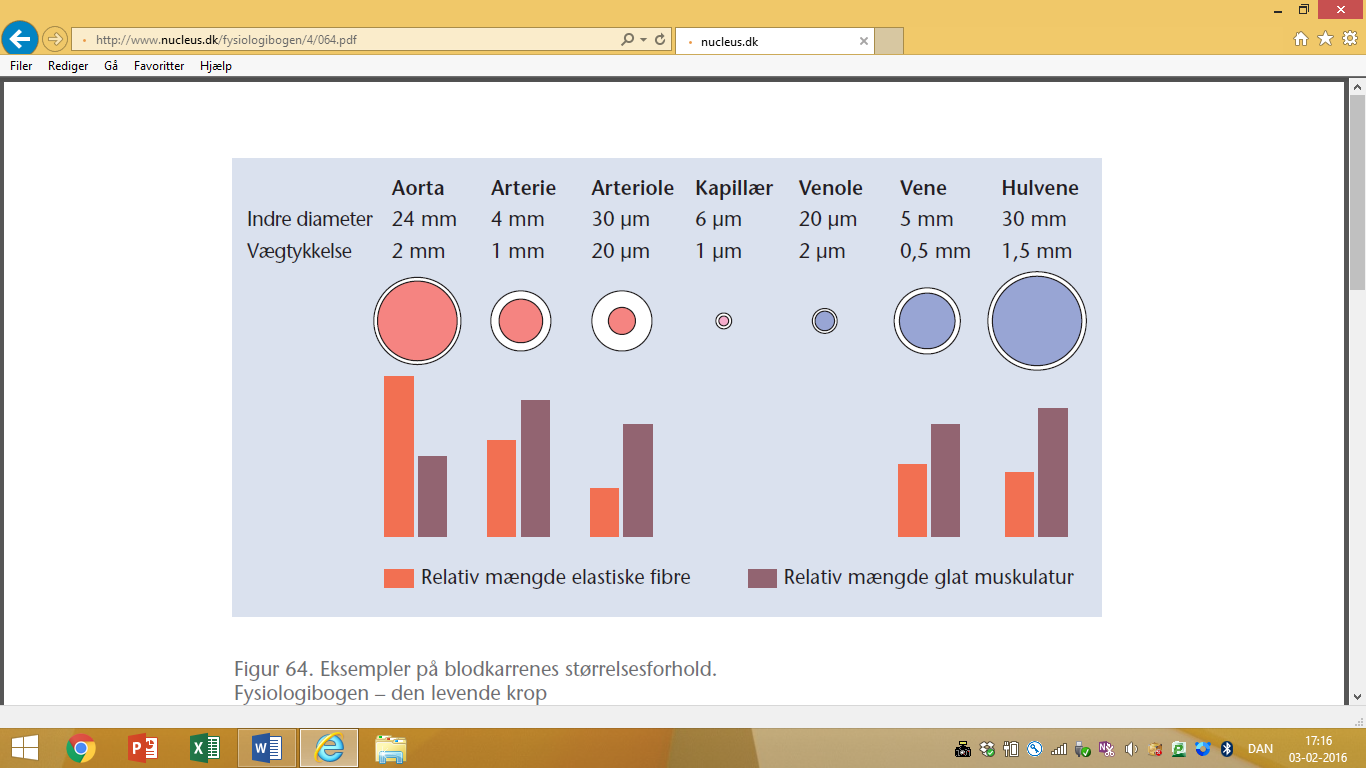 http://www.nucleus.dk/fysiologibogen/4/064.pdf
nucleus.dk
Filer Rediger Gå Favoritter Hjælp
Aorta Arterie Arteriole Kapillær Venole Vene Hulvene
Indre diameter 24 mm 4 mm 30 µm 6 µm 20 µm 5 mm 30 mm
Vægtykkelse 2 mm 1 mm 20 µm 1 µm 2 µm 0,5 mm 1,5 mm
Relativ mængde elastiske fibre Relativ mængde glat muskulatur
Figur 64. Eksempler på blodkarrenes størrelsesforhold.
Fysiologibogen – den levende krop
DAN
17:16
03-02-2016